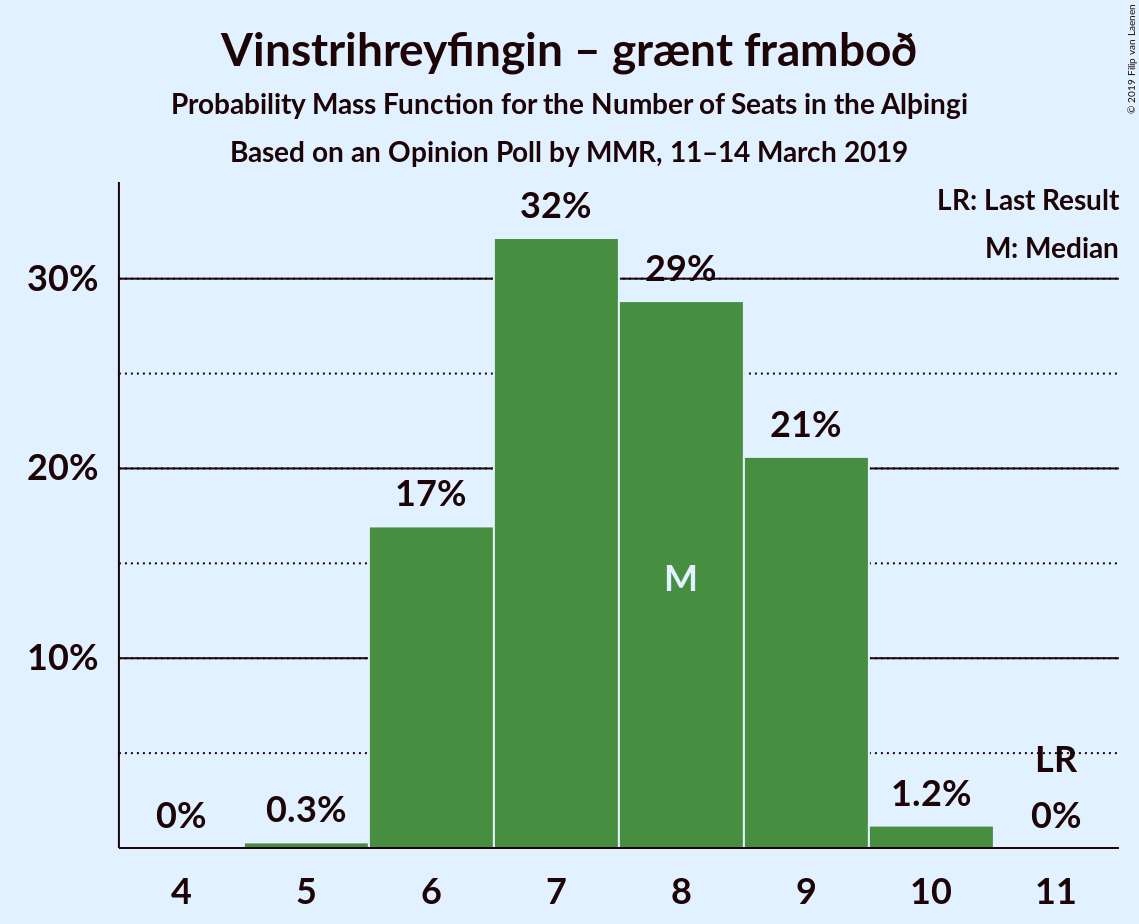 Vinstrihreyfingin – grænt framboð
Probability Mass Function for the Number of Seats in the Alþingi
Based on an Opinion Poll by MMR, 11–14 March 2019
© 2019 Filip van Laenen
LR: Last Result
M: Median
30%
20%
10%
0%
0.3%
17%
32%
29%
M
21%
1.2%
LR
0%
4 5 6 7 8 9 10 11